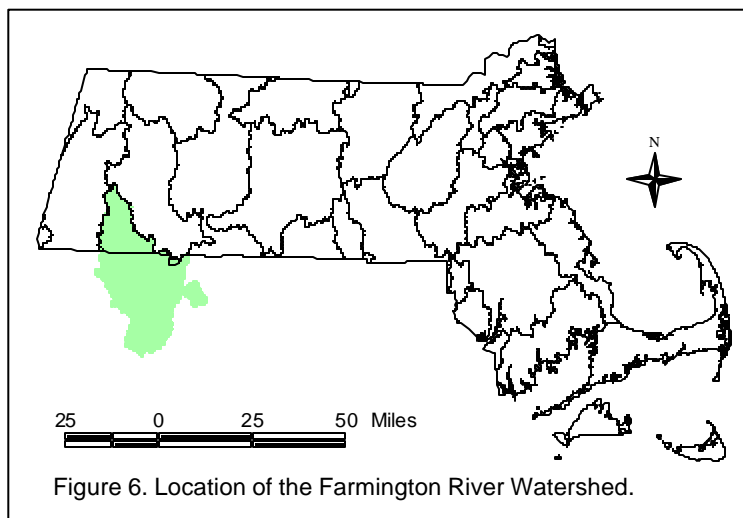 N
25 0 25 50 Miles
Figure 6. Location of the Farmington River Watershed.